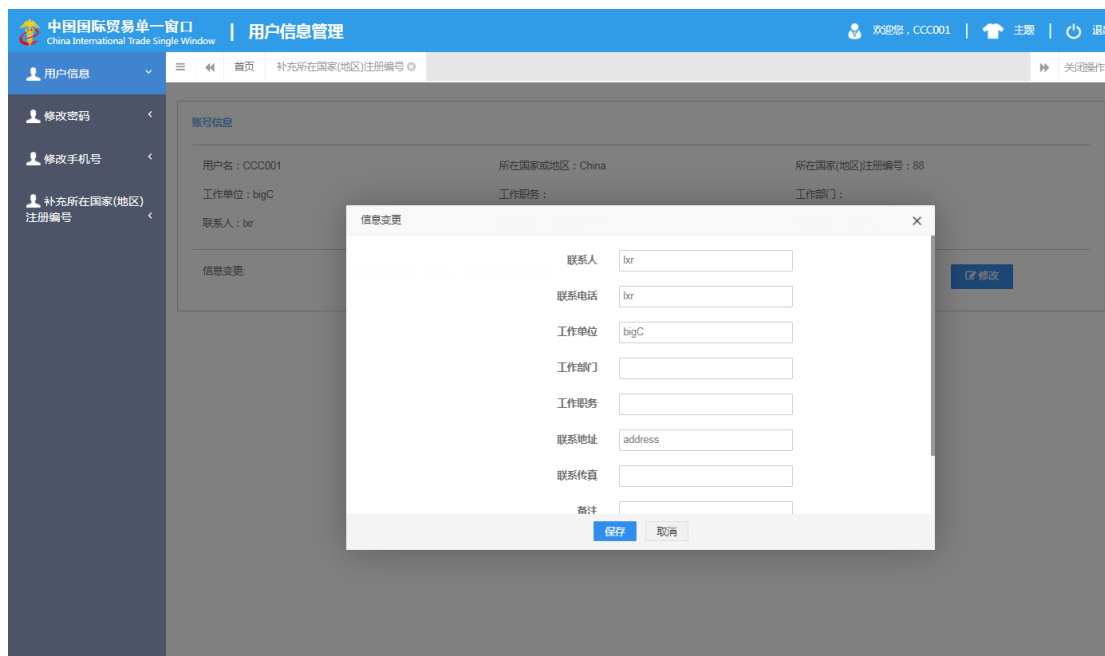 中国国际贸易单一窗口
China International Trade Single Window
用户信息管理
欢迎您，CCC001
主题
用户信息
首页
补充所在国家(地区)注册编号
关闭操作
修改密码
修改手机号
补充所在国家(地区)
注册编号
账号信息
用户名：CCC001 所在国家或地区：China 所在国家(地区)注册编号：88
工作单位：bigC 工作职务： 工作部门：
联系人：lxr
信息变更:
修改
信息变更
联系人 lxr
联系电话 lxr
工作单位 bigC
工作部门
工作职务
联系地址 address
联系传真
备注
保存 取消